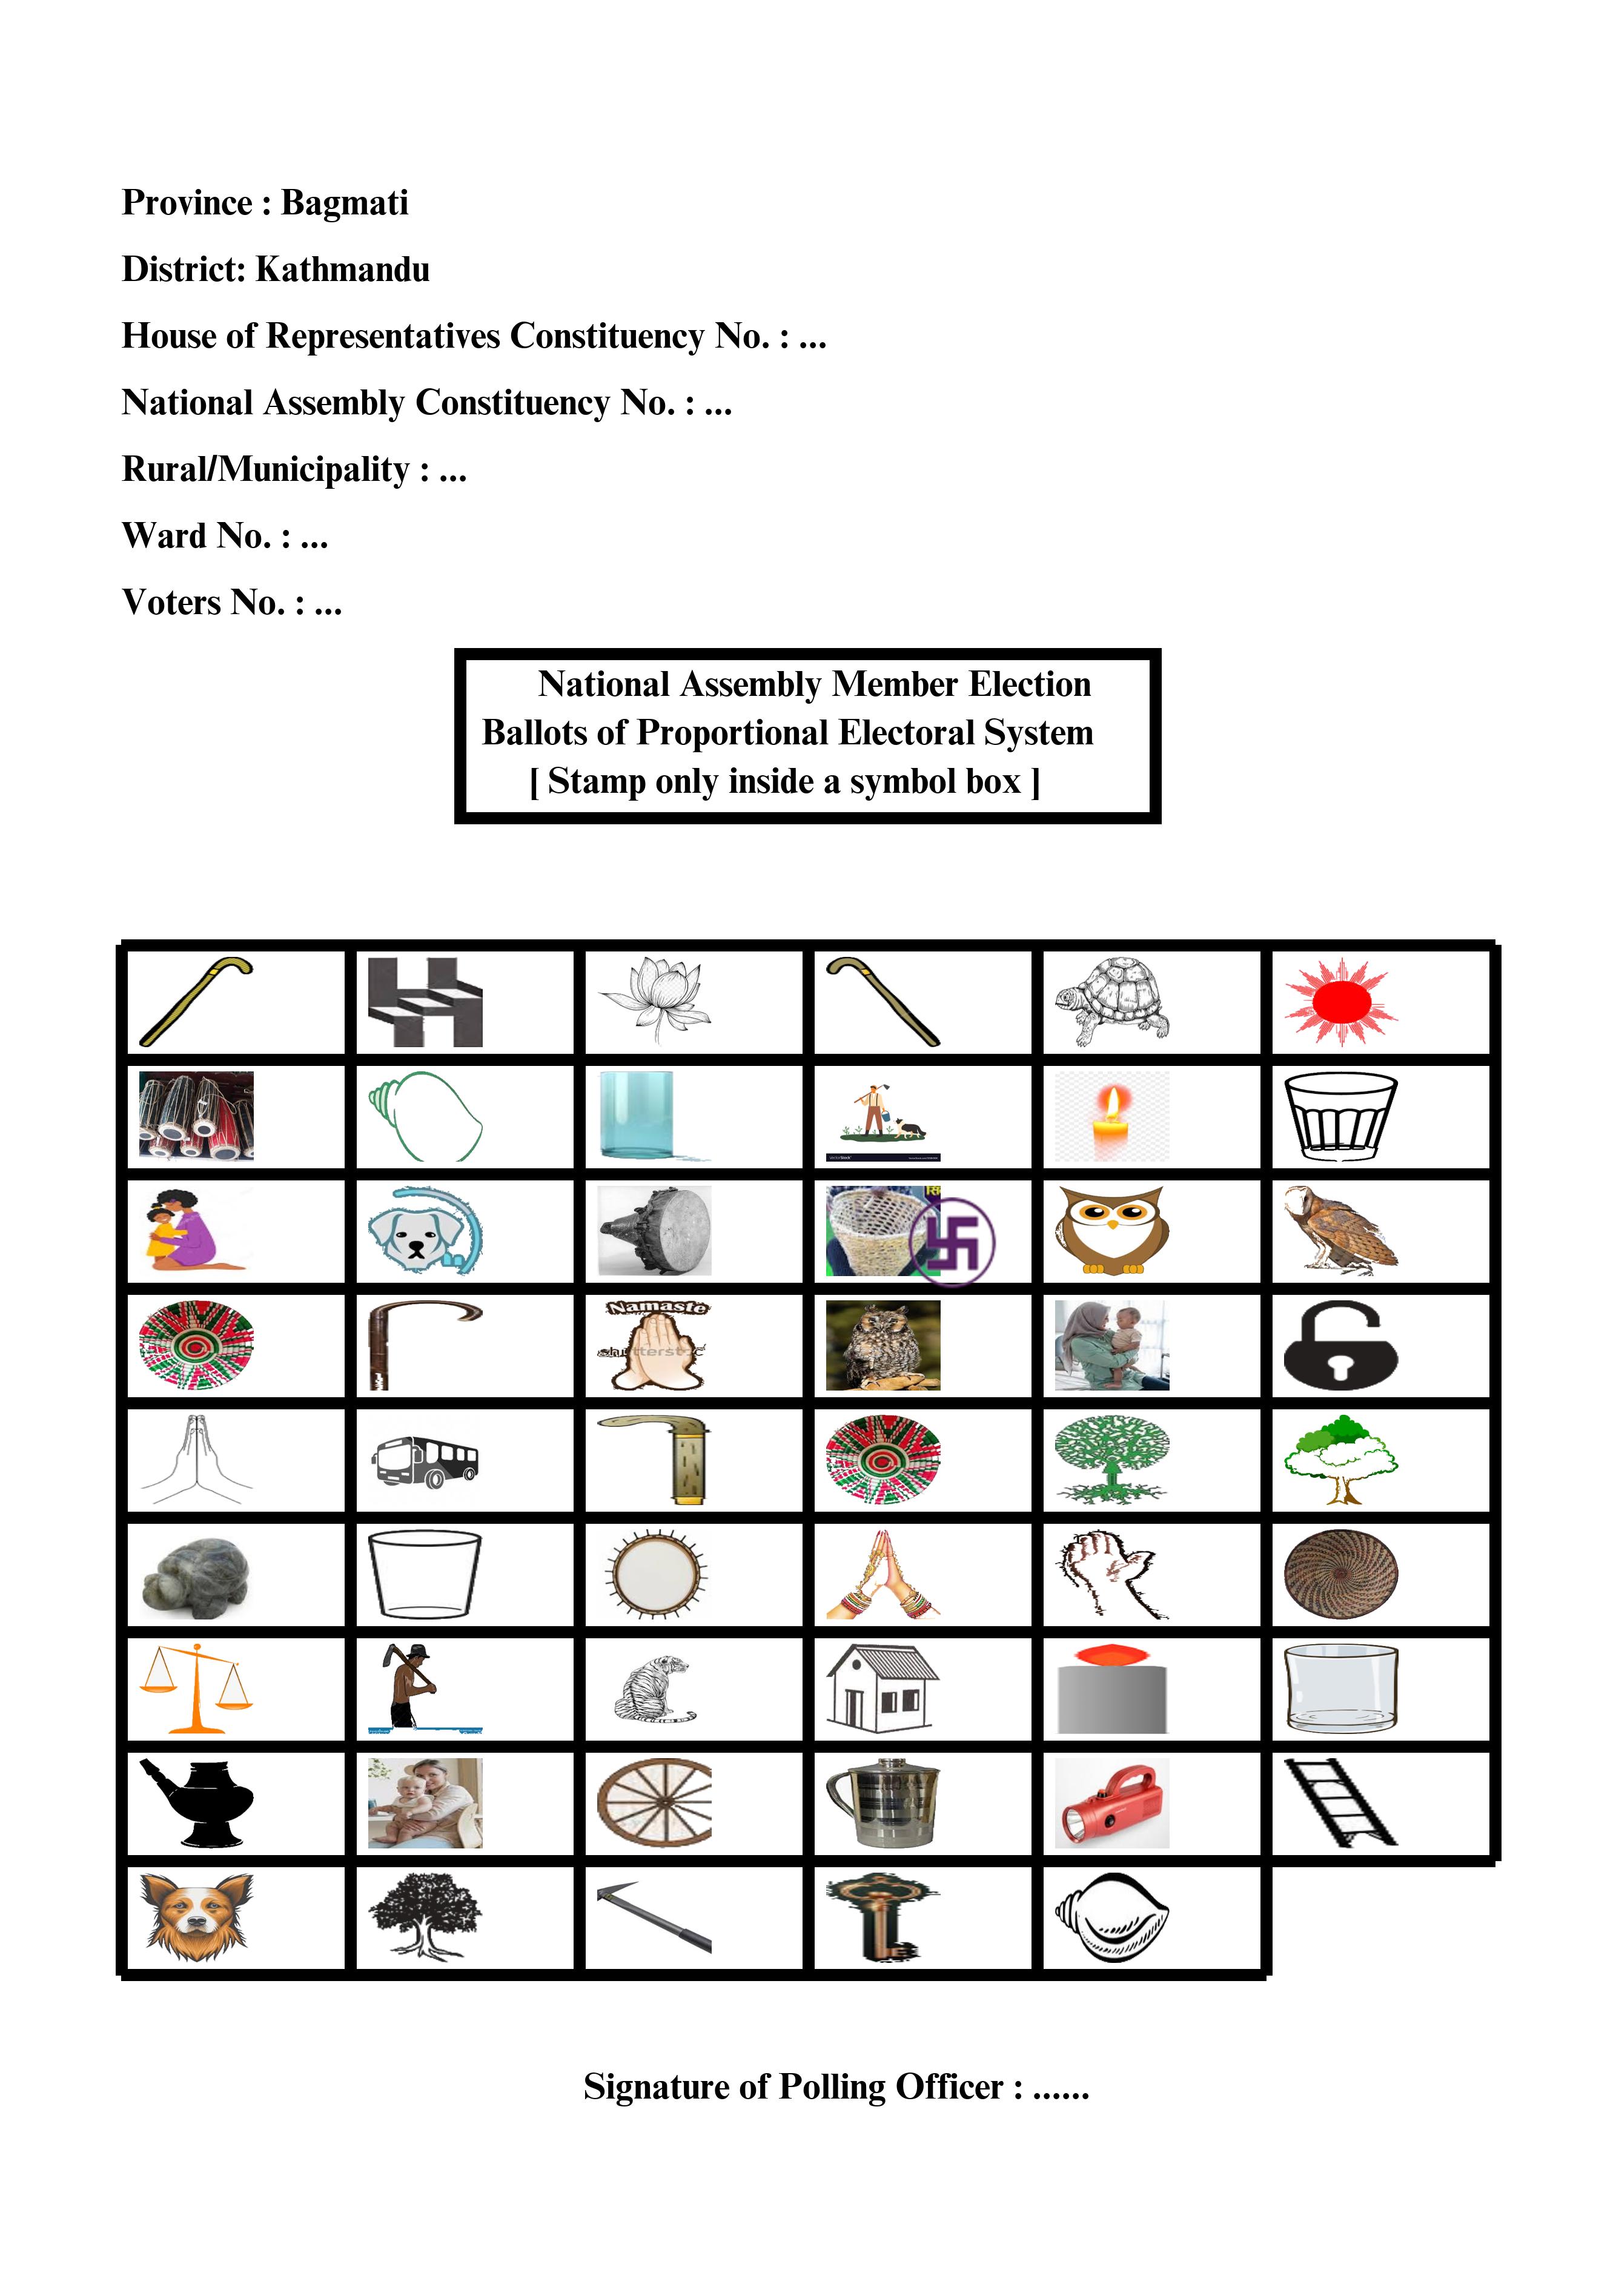 Province : Bagmati
District: Kathmandu
House of Representatives Constituency No. : ...
National Assembly Constituency No. : ...
Rural/Municipality : ...
Ward No. : ...
Voters No. : ...
National Assembly Member Election
Ballots of Proportional Electoral System
[ Stamp only inside a symbol box ]
Namaste
Signature of Polling Officer : ......